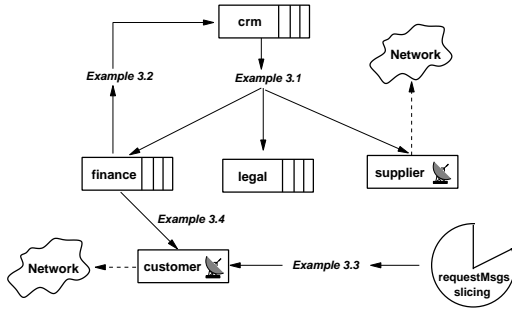 crm
Network
Example 3.2
Example 3.1
finance
legal
supplier
Example 3.4
Network
customer
Example 3.3
requestMsgs
slicing